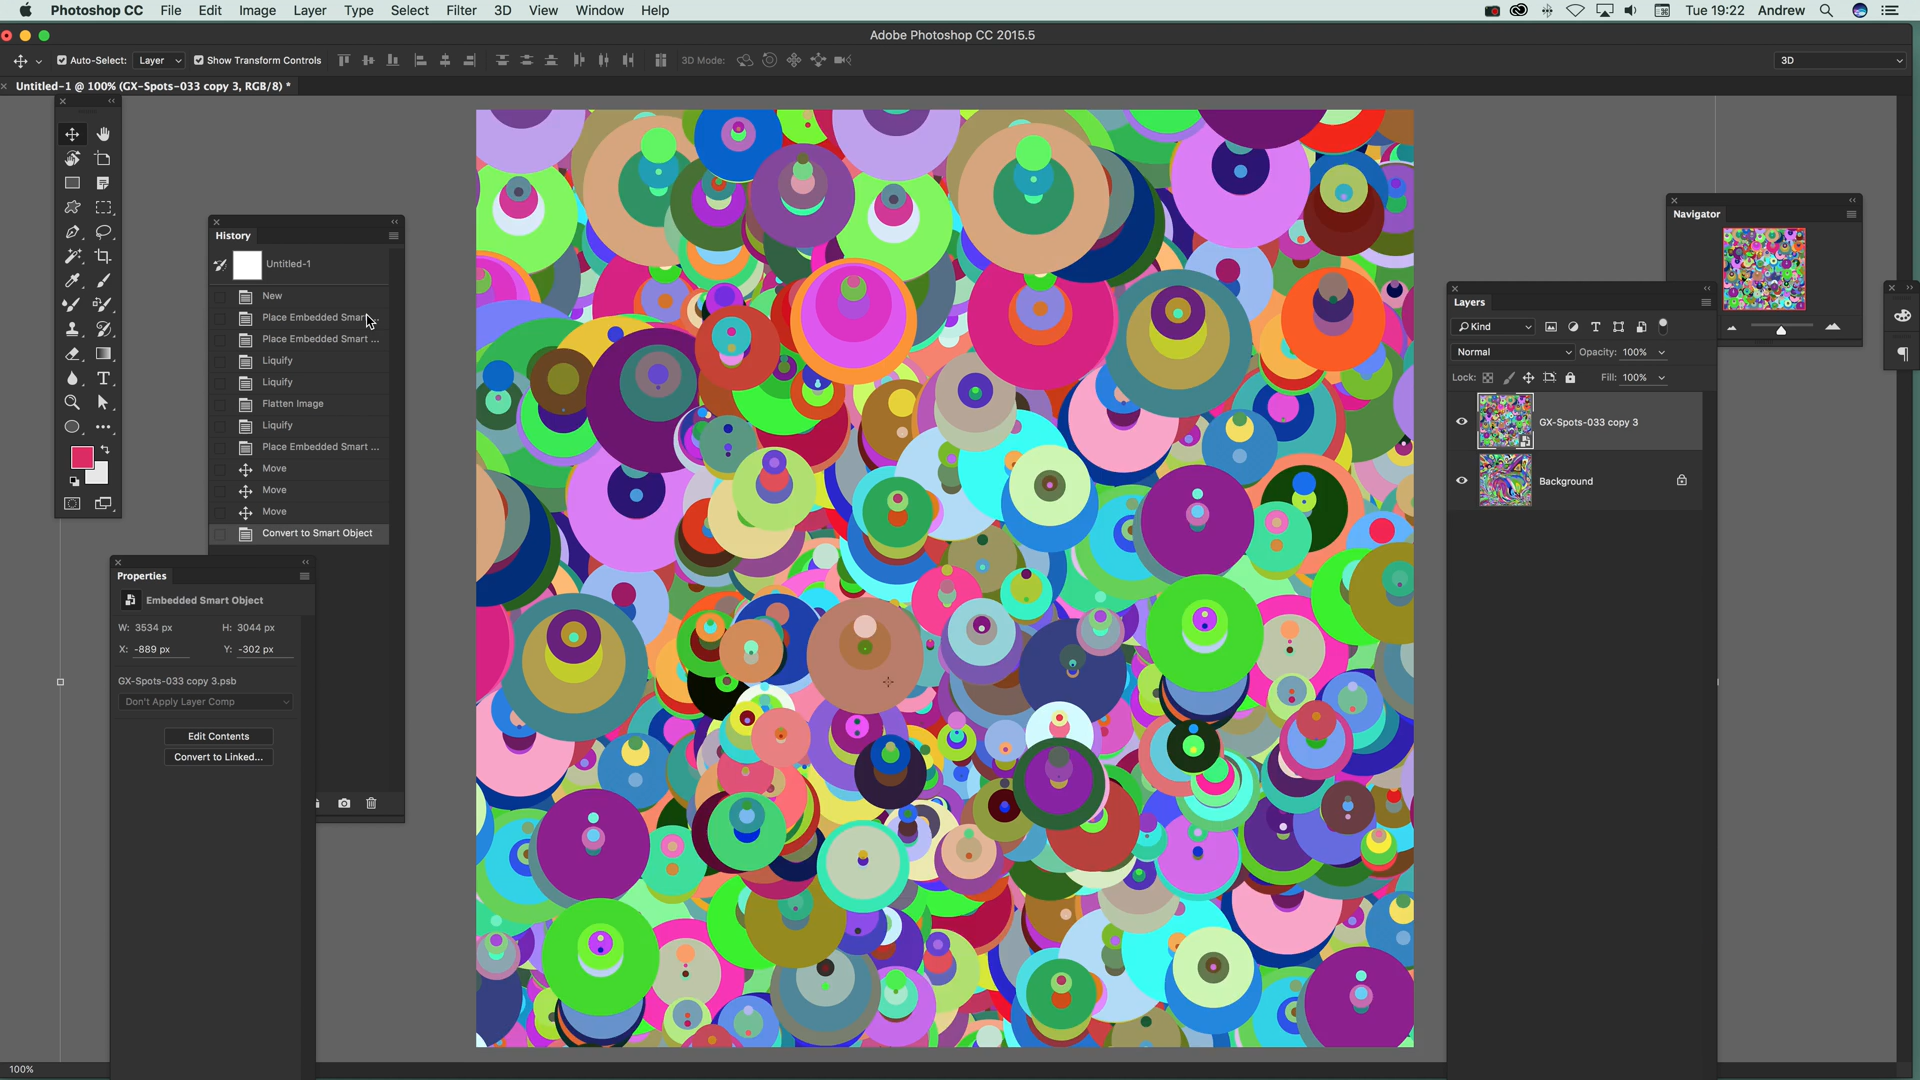 Photoshop CC File Edit Image Layer Type Select Filter 3D View Window Help Tue 19:22 Andrew
Adobe Photoshop CC 2015.5
Auto-Select: Layer Show Transform Controls 3D Mode: 3D
Untitled-1 @ 100% (GX-Spots-033 copy 3, RGB/8) *
History
Untitled-1
New
Place Embedded Smart ...
Place Embedded Smart ...
Liquify
Liquify
Flatten Image
Liquify
Place Embedded Smart ...
Move
Move
Move
Convert to Smart Object
Properties
Embedded Smart Object
W: 3534 px H: 3044 px
X: -889 px Y: -302 px
GX-Spots-033 copy 3.psb
Don't Apply Layer Comp
Edit Contents
Convert to Linked...
Navigator
Layers
Kind
Normal Opacity: 100%
Lock: Fill: 100%
GX-Spots-033 copy 3
Background
100%